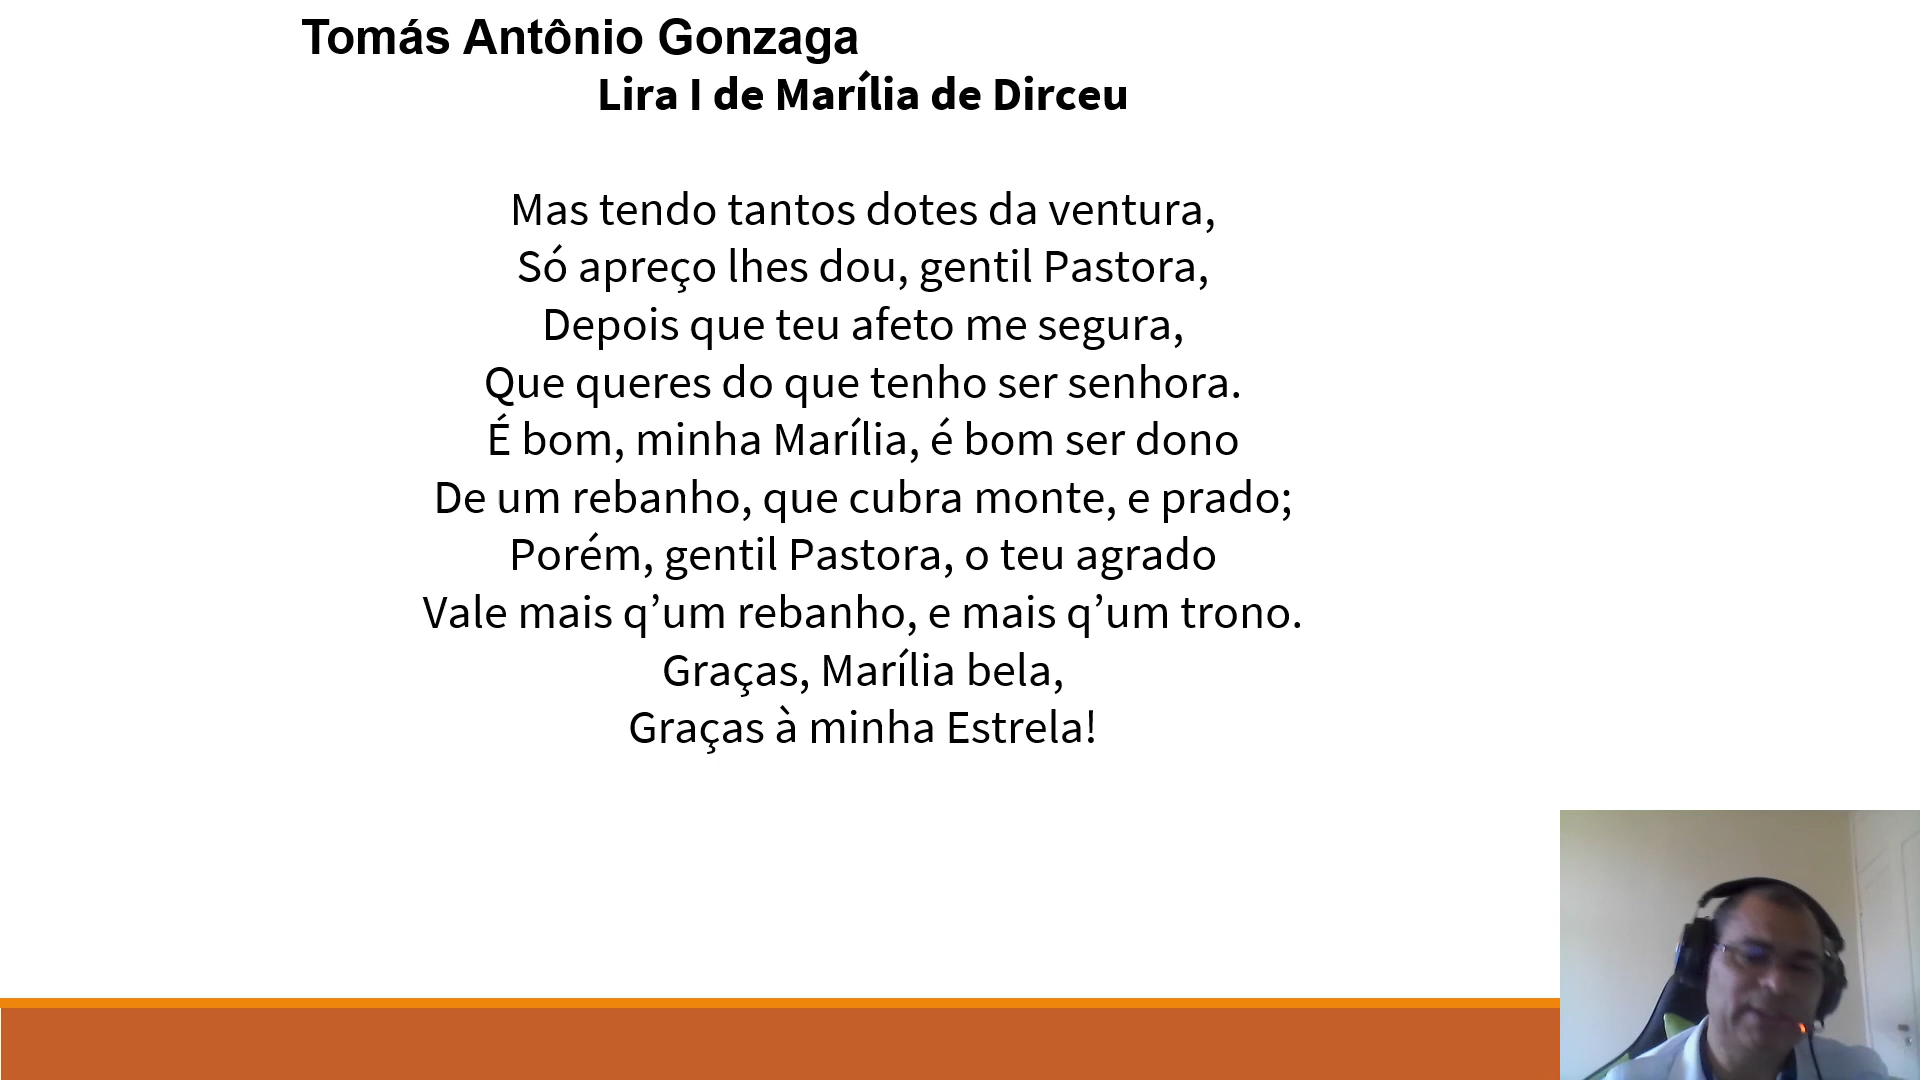 Tomás Antônio Gonzaga
Lira I de Marília de Dirceu
Mas tendo tantos dotes da ventura,
Só apreço lhes dou, gentil Pastora,
Depois que teu afeto me segura,
Que queres do que tenho ser senhora.
É bom, minha Marília, é bom ser dono
De um rebanho, que cubra monte, e prado;
Porém, gentil Pastora, o teu agrado
Vale mais q’um rebanho, e mais q’um trono.
Graças, Marília bela,
Graças à minha Estrela!